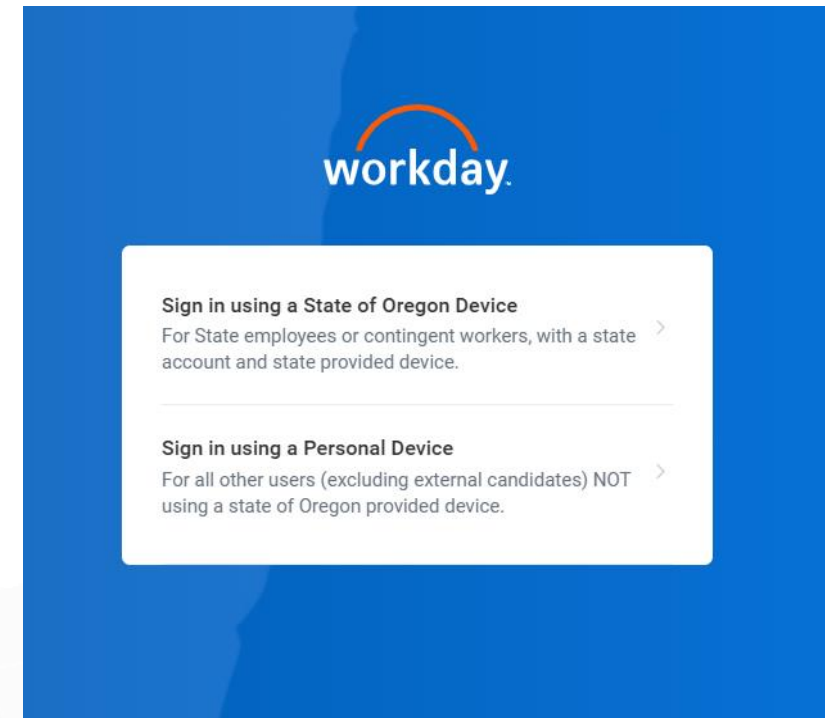 workday.
Sign in using a State of Oregon Device
For State employees or contingent workers, with a state
account and state provided device.
Sign in using a Personal Device
For all other users (excluding external candidates) NOT
using a state of Oregon provided device.